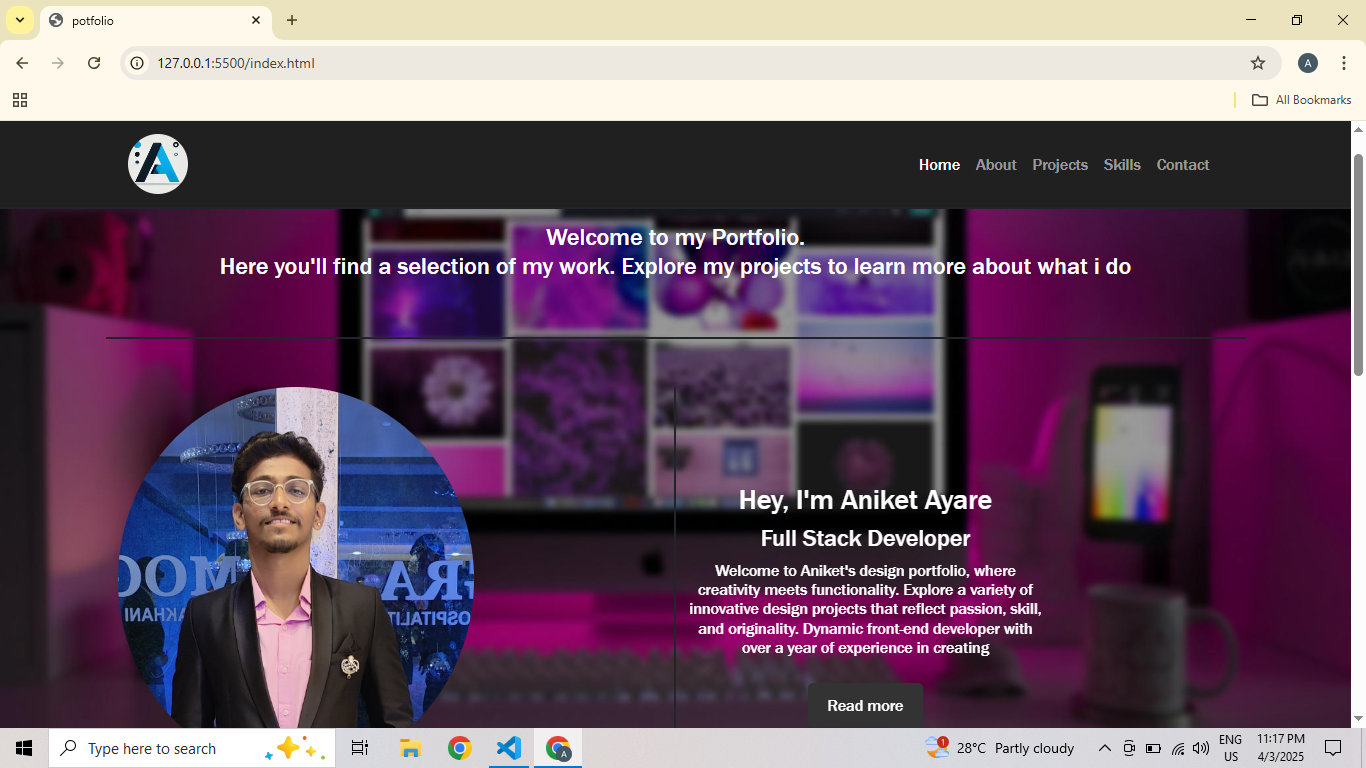 potfolio
127.0.0.1:5500/index.html
A
All Bookmarks
A
Home About Projects Skills Contact
Welcome to my Portfolio.
Here you'll find a selection of my work. Explore my projects to learn more about what i do
Hey, I'm Aniket Ayare
Full Stack Developer
Welcome to Aniket's design portfolio, where
creativity meets functionality. Explore a variety of
innovative design projects that reflect passion, skill,
and originality. Dynamic front-end developer with
over a year of experience in creating
Read more
Type here to search
A
1
28°C Partly cloudy
ENG
US
11:17 PM
4/3/2025